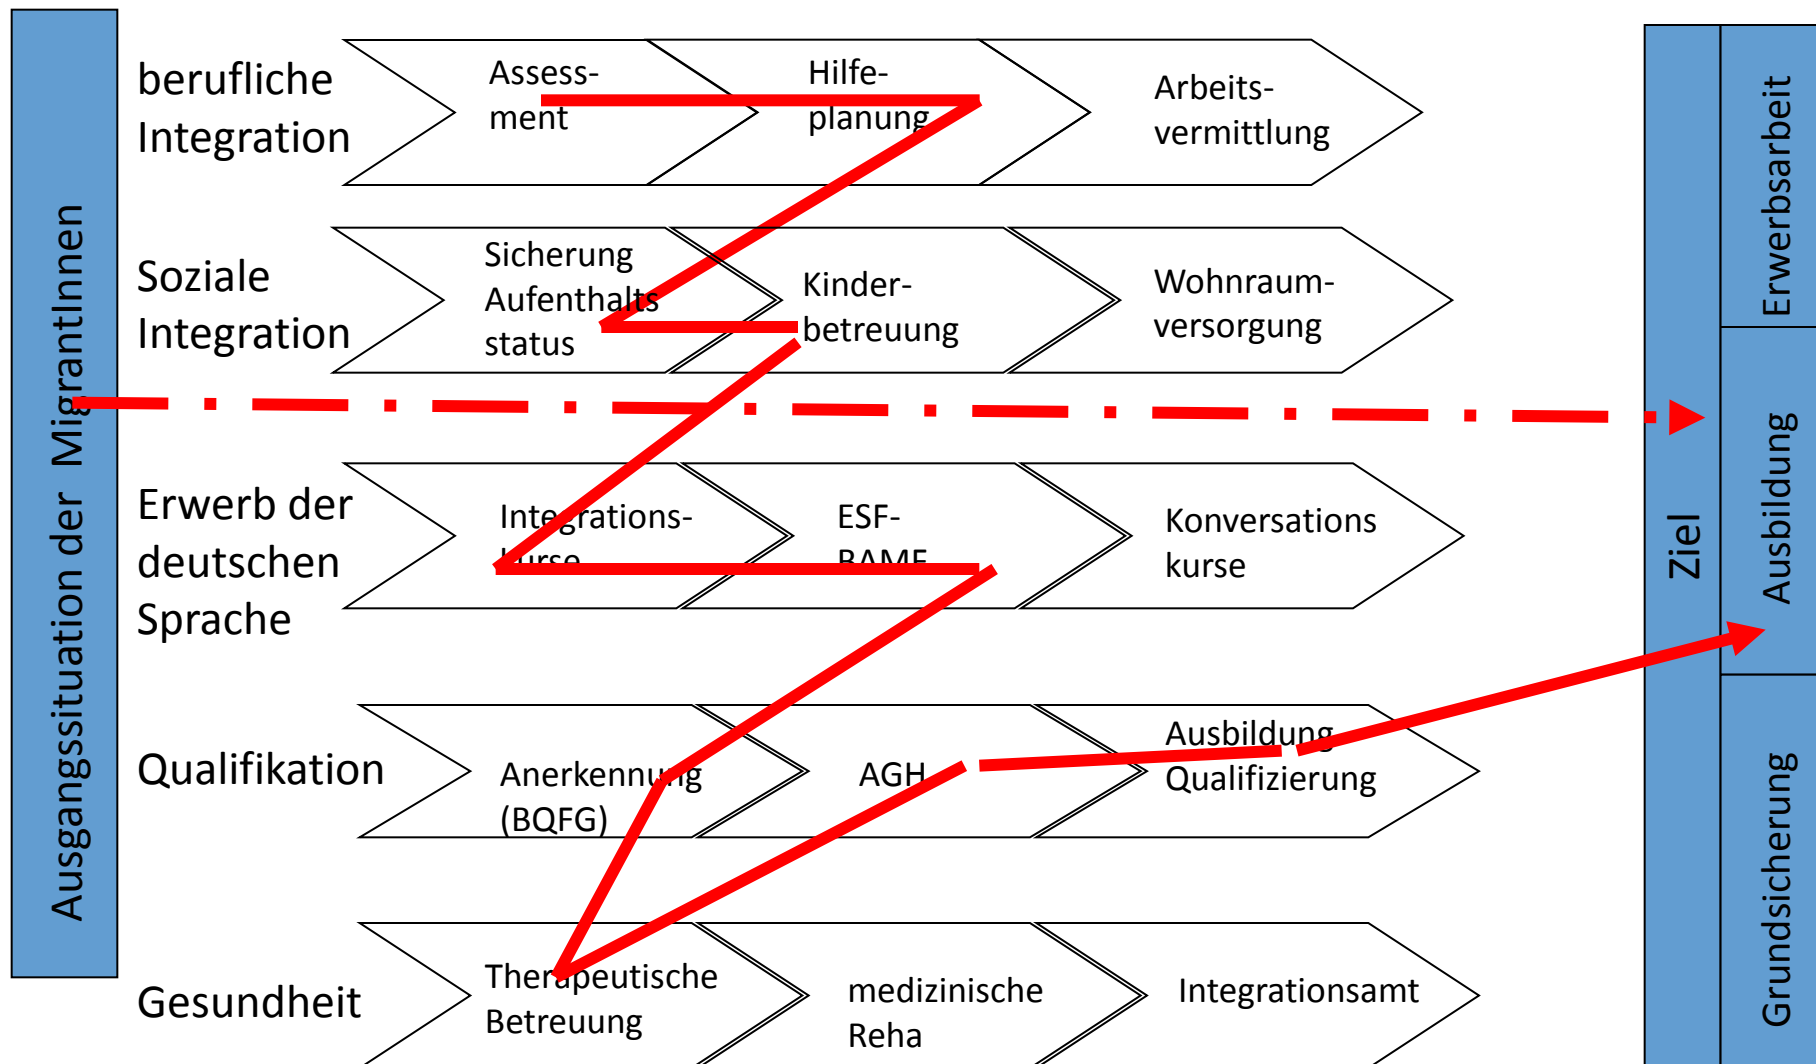 Ausgangssituation der MigrantInnen
berufliche
Integration
Assess-
ment
Hilfe-
planung
Arbeits-
vermittlung
Soziale
Integration
Sicherung
Aufenthalts
status
Kinder-
betreuung
Wohnraum-
versorgung
Erwerb der
deutschen
Sprache
Integrations-
kurse
ESF-
BAMF
Konversations
kurse
Qualifikation
Anerkennung
(BQFG)
AGH
Ausbildung
Qualifizierung
Gesundheit
Therapeutische
Betreuung
medizinische
Reha
Integrationsamt
Ziel
Erwerbsarbeit
Ausbildung
Grundsicherung